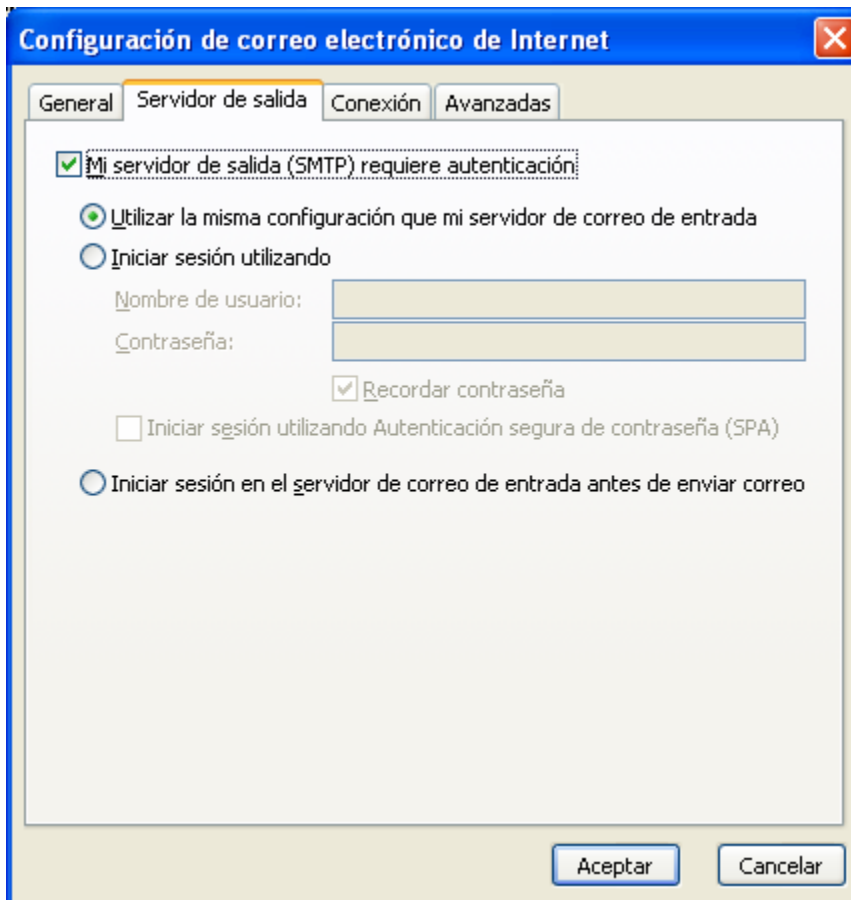 Configuración de correo electrónico de Internet
General Servidor de salida Conexión Avanzadas
Mi servidor de salida (SMTP) requiere autenticación
Utilizar la misma configuración que mi servidor de correo de entrada
Iniciar sesión utilizando
Nombre de usuario:
Contraseña:
Recordar contraseña
Iniciar sesión utilizando Autenticación segura de contraseña (SPA)
Iniciar sesión en el servidor de correo de entrada antes de enviar correo
Aceptar Cancelar